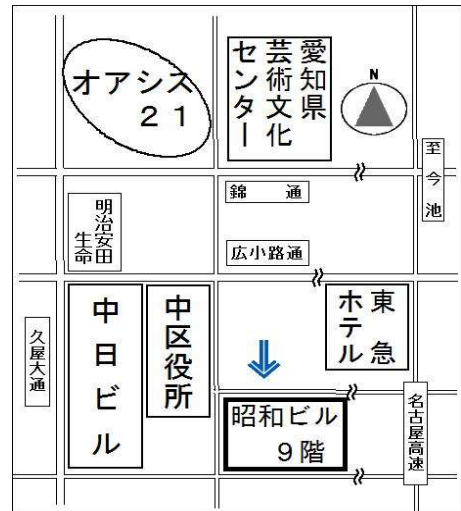 オアシス
21
愛知県
芸術文化
センター
N
至今池
錦通
明治安田
生命
広小路通
久屋大通
中日ビル
中区役所
東急
ホテル
昭和ビル
9階
名古屋高速